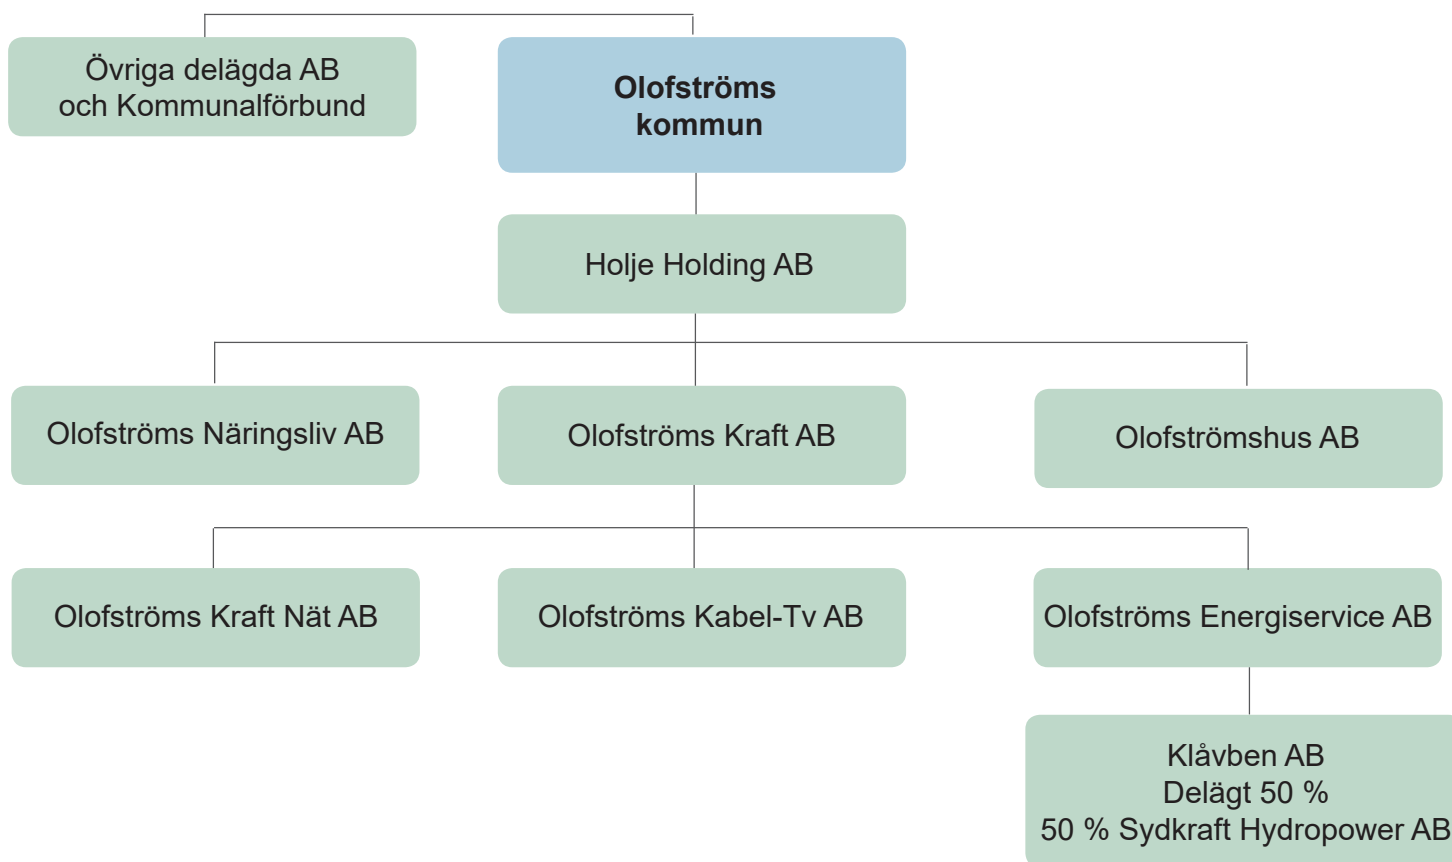 Övriga delägda AB
och Kommunalförbund
Olofströms
kommun
Holje Holding AB
Olofströms Näringsliv AB
Olofströms Kraft AB
Olofströmshus AB
Olofströms Kraft Nät AB
Olofströms Kabel-Tv AB
Olofströms Energiservice AB
Klåvben AB
Delägt 50 %
50 % Sydkraft Hydropower AB